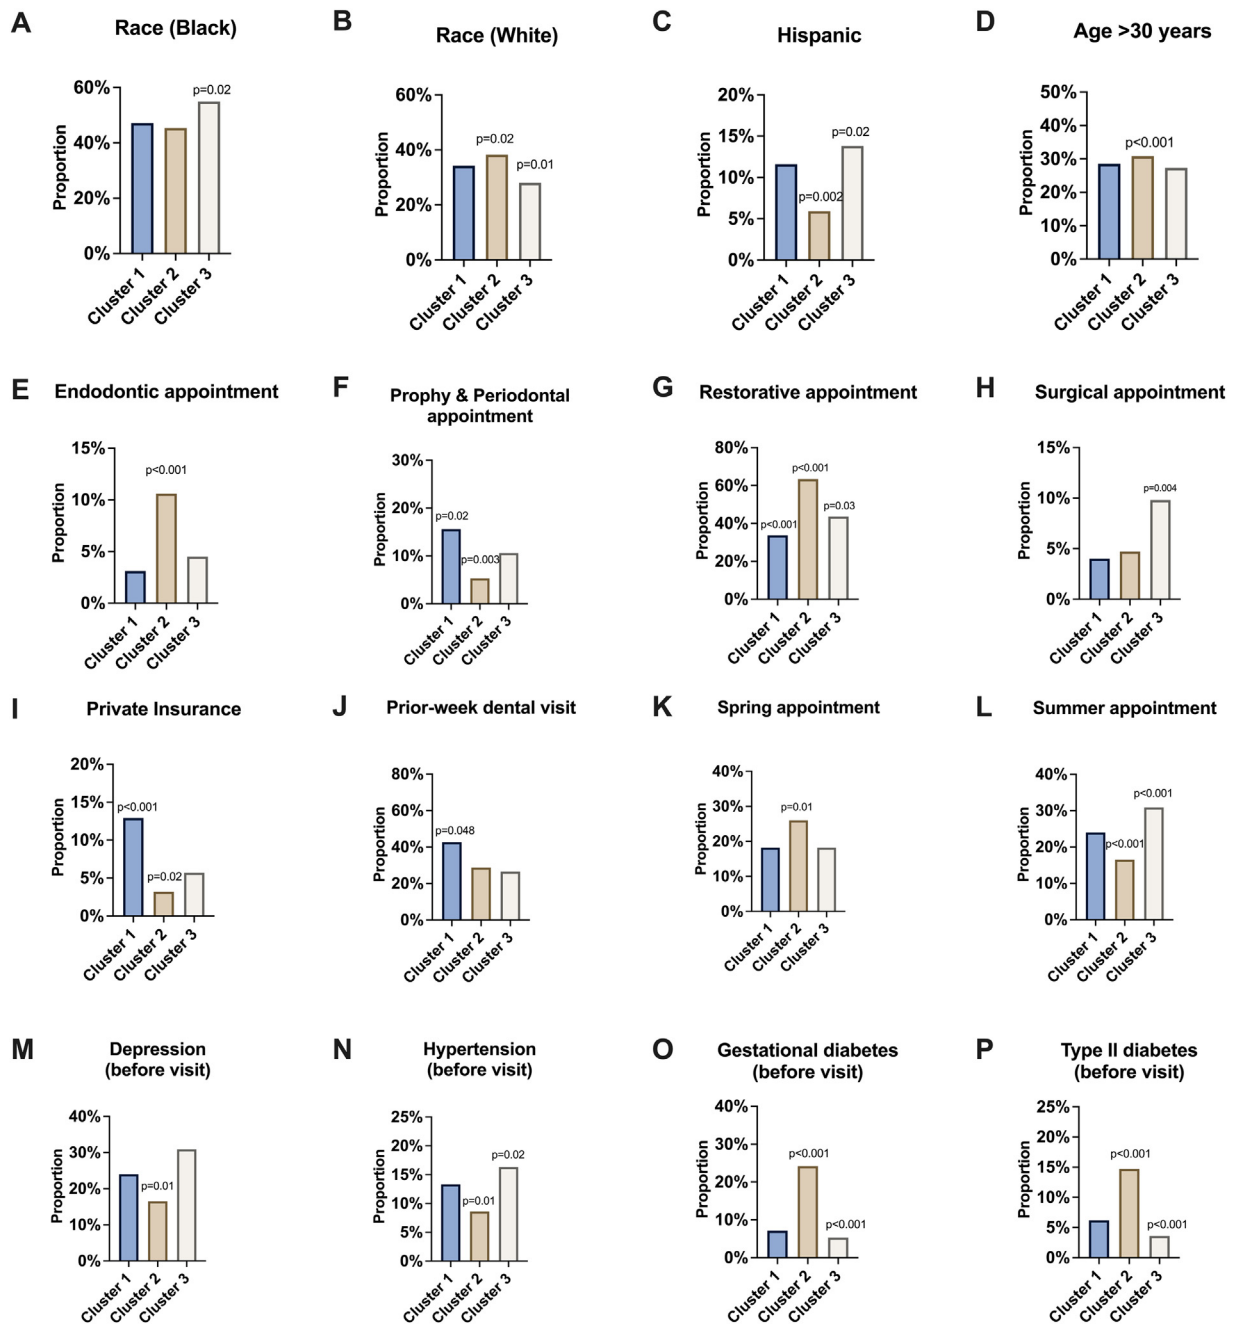 A
Race (Black)
60%
40%
20%
0%
Proportion
p=0.02
Cluster 1
Cluster 2
Cluster 3
B
Race (White)
60%
40%
20%
0%
Proportion
p=0.02
p=0.01
Cluster 1
Cluster 2
Cluster 3
C
Hispanic
20%
15%
10%
5%
0%
Proportion
p=0.002
p=0.02
Cluster 1
Cluster 2
Cluster 3
D
Age >30 years
50%
40%
30%
20%
10%
0%
Proportion
p<0.001
Cluster 1
Cluster 2
Cluster 3
E
Endodontic appointment
15%
10%
5%
0%
Proportion
p<0.001
Cluster 1
Cluster 2
Cluster 3
F
Prophy & Periodontal
appointment
30%
20%
10%
0%
Proportion
p=0.02
p=0.003
Cluster 1
Cluster 2
Cluster 3
G
Restorative appointment
80%
60%
40%
20%
0%
Proportion
p<0.001
p<0.001
p=0.03
Cluster 1
Cluster 2
Cluster 3
H
Surgical appointment
15%
10%
5%
0%
Proportion
p=0.004
Cluster 1
Cluster 2
Cluster 3
I
Private Insurance
20%
15%
10%
5%
0%
Proportion
p<0.001
p=0.02
Cluster 1
Cluster 2
Cluster 3
J
Prior-week dental visit
80%
60%
40%
20%
0%
Proportion
p=0.048
Cluster 1
Cluster 2
Cluster 3
K
Spring appointment
40%
30%
20%
10%
0%
Proportion
p=0.01
Cluster 1
Cluster 2
Cluster 3
L
Summer appointment
40%
30%
20%
10%
0%
Proportion
p<0.001
p<0.001
Cluster 1
Cluster 2
Cluster 3
M
Depression
(before visit)
40%
30%
20%
10%
0%
Proportion
p=0.01
Cluster 1
Cluster 2
Cluster 3
N
Hypertension
(before visit)
25%
20%
15%
10%
5%
0%
Proportion
p=0.01
p=0.02
Cluster 1
Cluster 2
Cluster 3
O
Gestational diabetes
(before visit)
40%
30%
20%
10%
0%
Proportion
p<0.001
p<0.001
Cluster 1
Cluster 2
Cluster 3
P
Type II diabetes
(before visit)
25%
20%
15%
10%
5%
0%
Proportion
p<0.001
p<0.001
Cluster 1
Cluster 2
Cluster 3